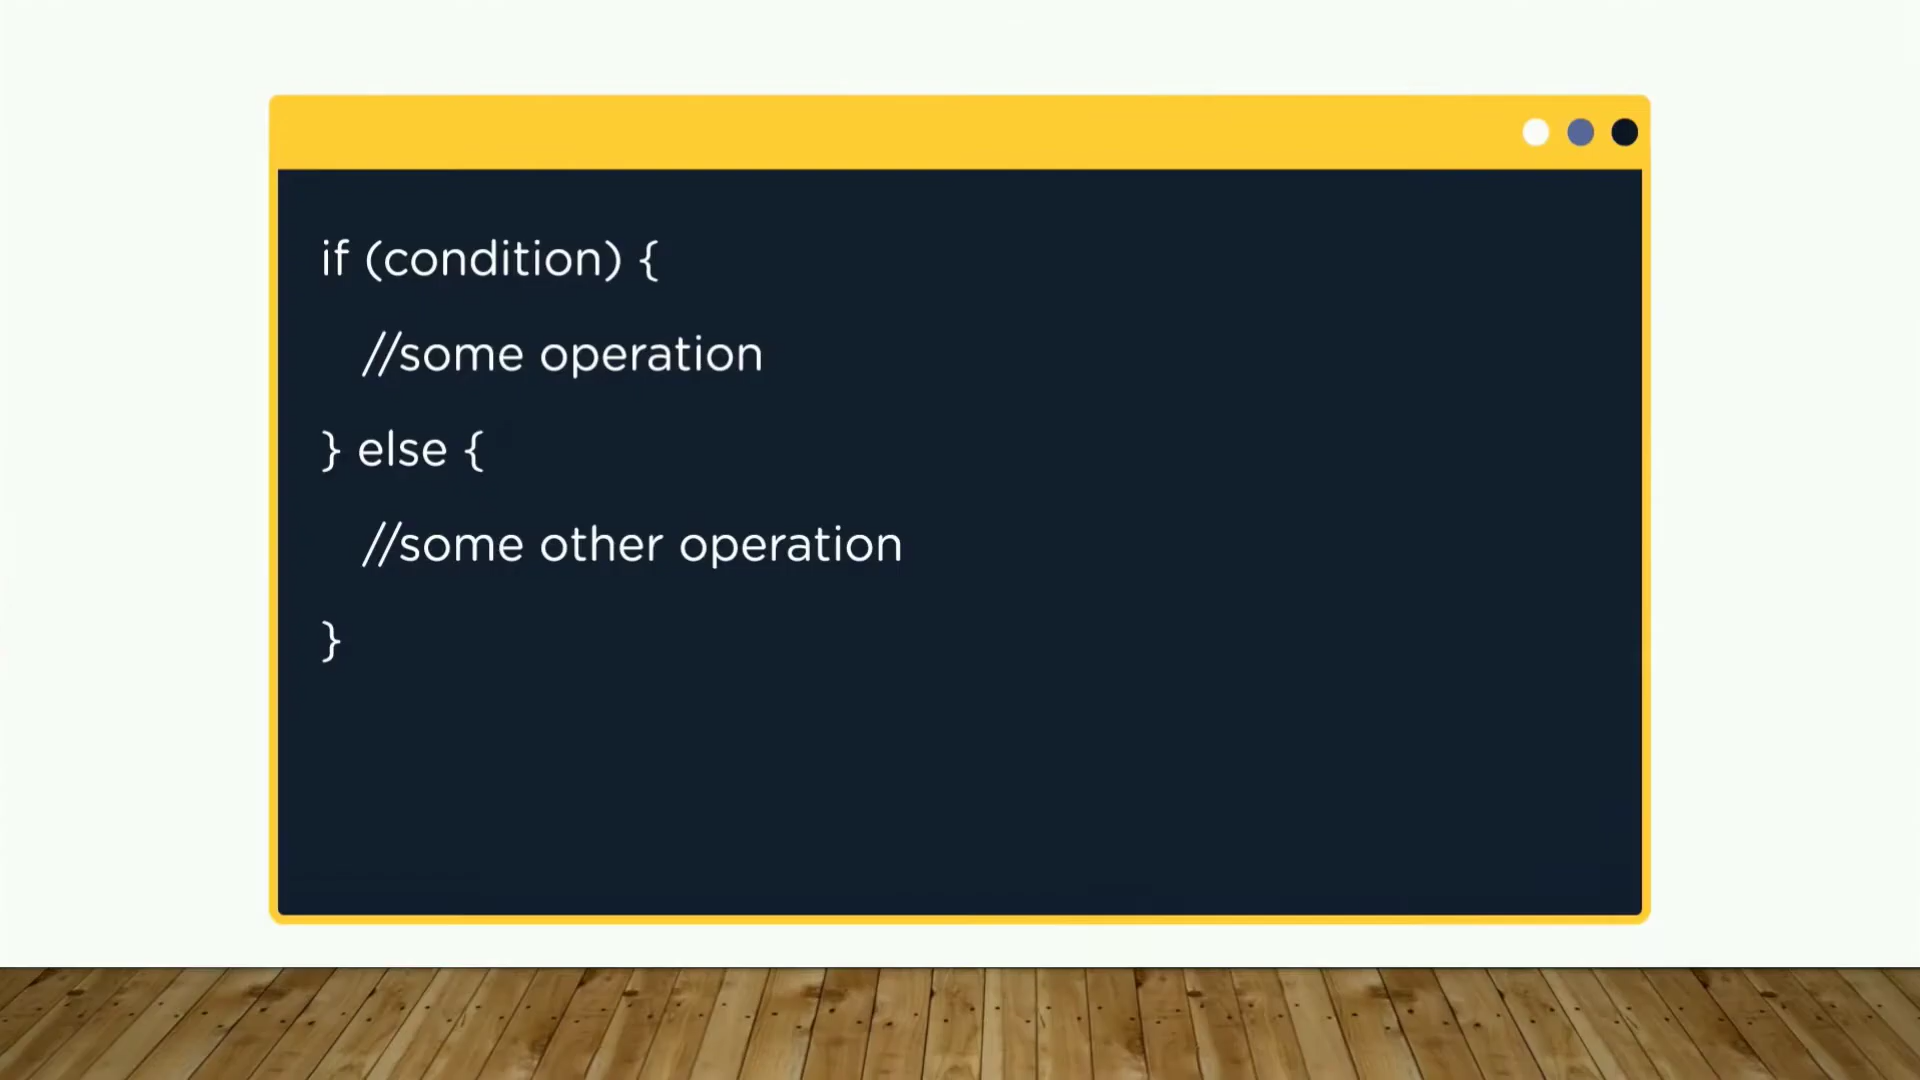 if (condition) {
//some operation
} else {
//some other operation
}